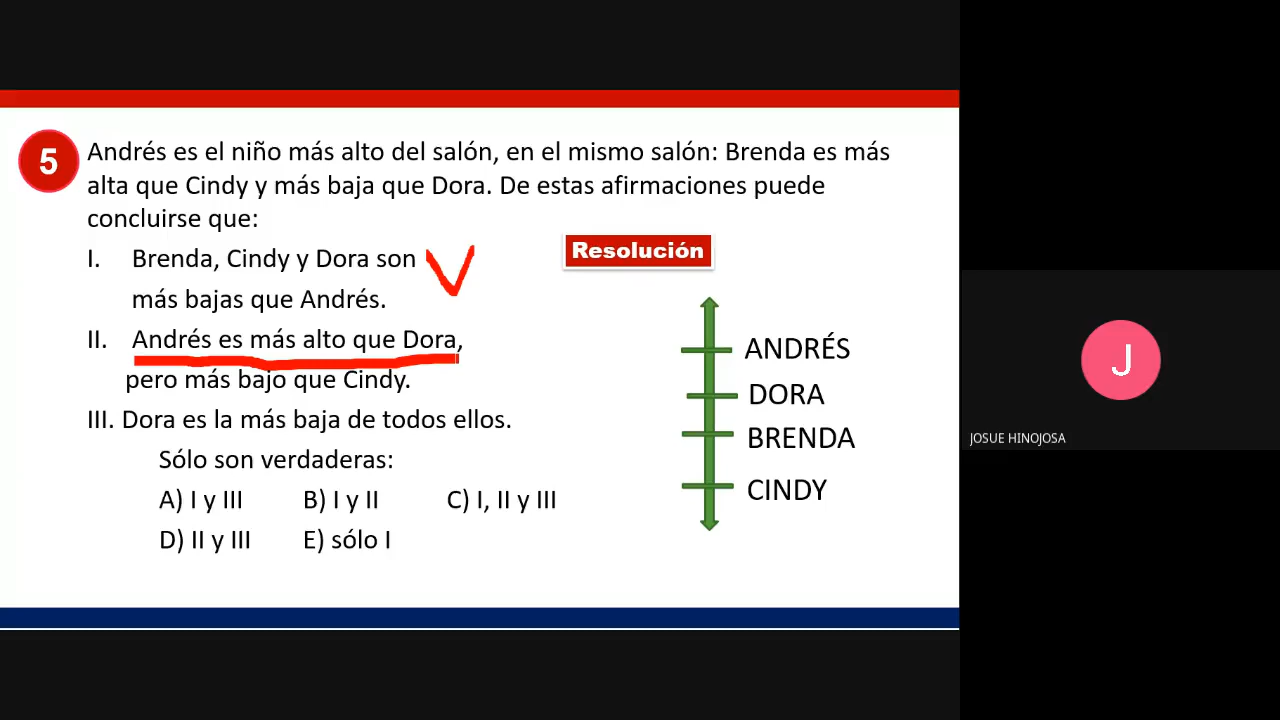 5
Andrés es el niño más alto del salón, en el mismo salón: Brenda es más
alta que Cindy y más baja que Dora. De estas afirmaciones puede
concluirse que:
I. Brenda, Cindy y Dora son
más bajas que Andrés.
II. Andrés es más alto que Dora,
pero más bajo que Cindy.
III. Dora es la más baja de todos ellos.
Sólo son verdaderas:
A) I y III B) I y II C) I, II y III
D) II y III E) sólo I
Resolución
ANDRÉS
DORA
BRENDA
CINDY
J
JOSUE HINOJOSA